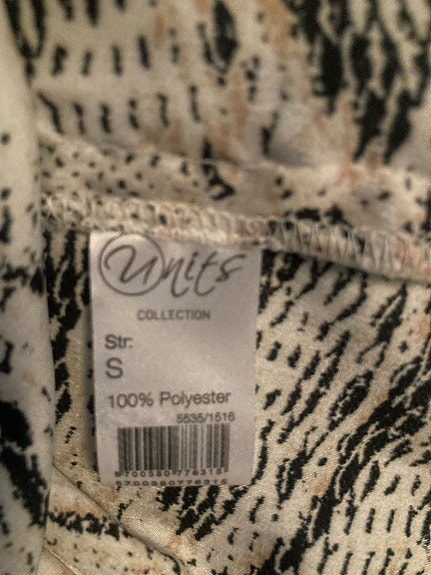 Units
COLLECTION
Str:
S
100% Polyester
5535/1516